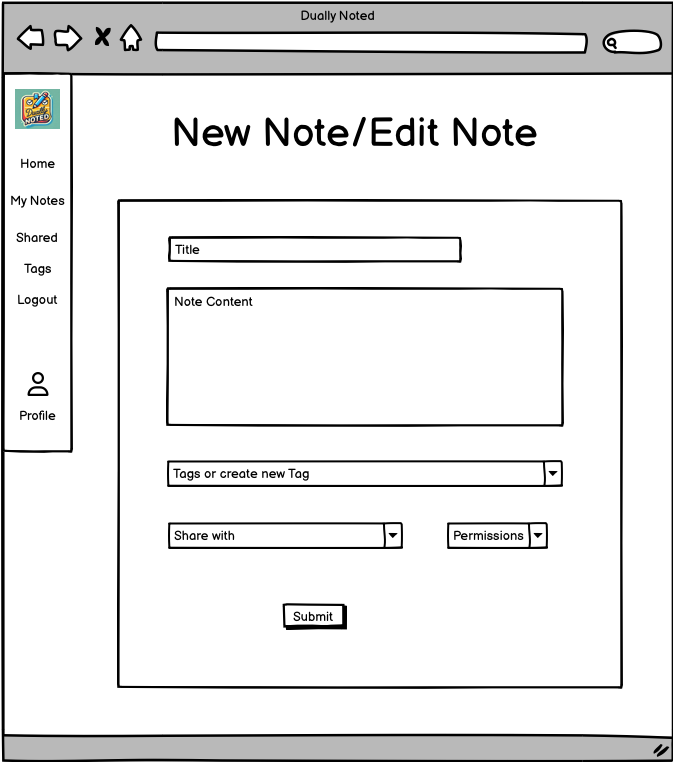 Dually Noted
Dually
NOTED
Home
My Notes
Shared
Tags
Logout
Profile
New Note/Edit Note
Title
Note Content
Tags or create new Tag
Share with
Permissions
Submit